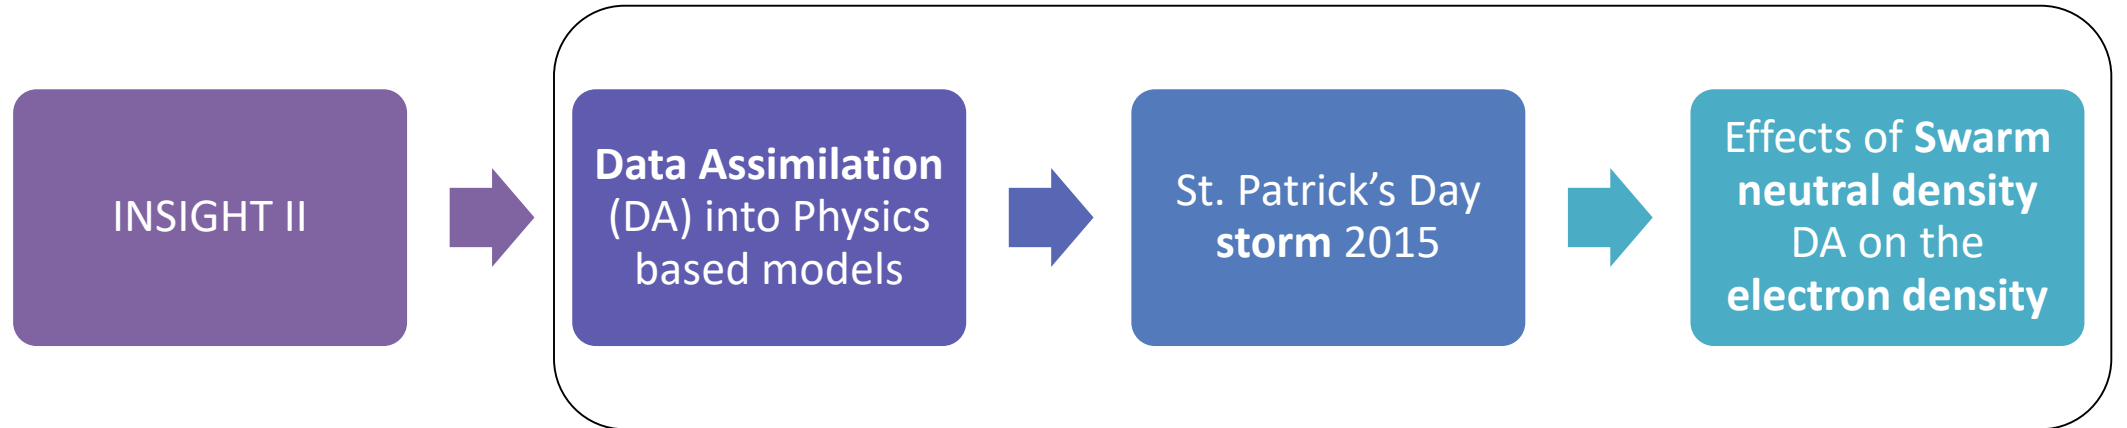 INSIGHT II
Data Assimilation
(DA) into Physics
based models
St. Patrick’s Day
storm 2015
Effects of Swarm
neutral density
DA on the
electron density